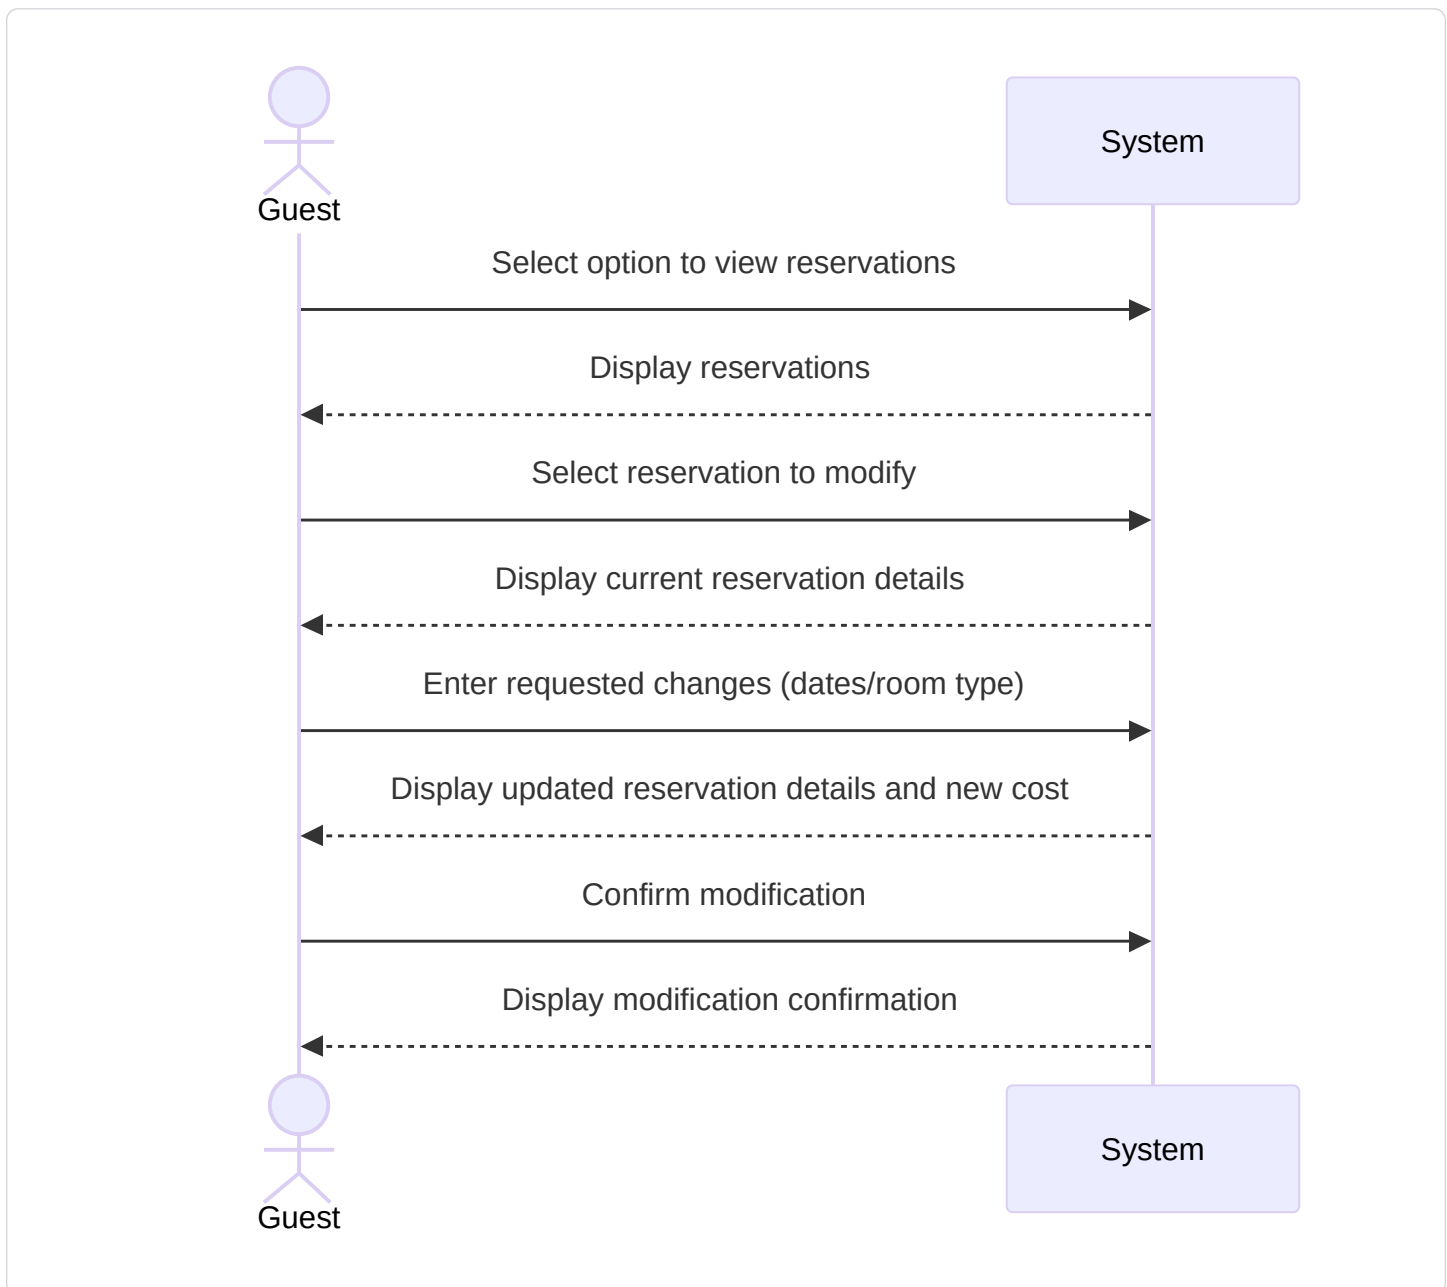 System
Guest
Select option to view reservations
Display reservations
Select reservation to modify
Display current reservation details
Enter requested changes (dates/room type)
Display updated reservation details and new cost
Confirm modification
Display modification confirmation
System
Guest